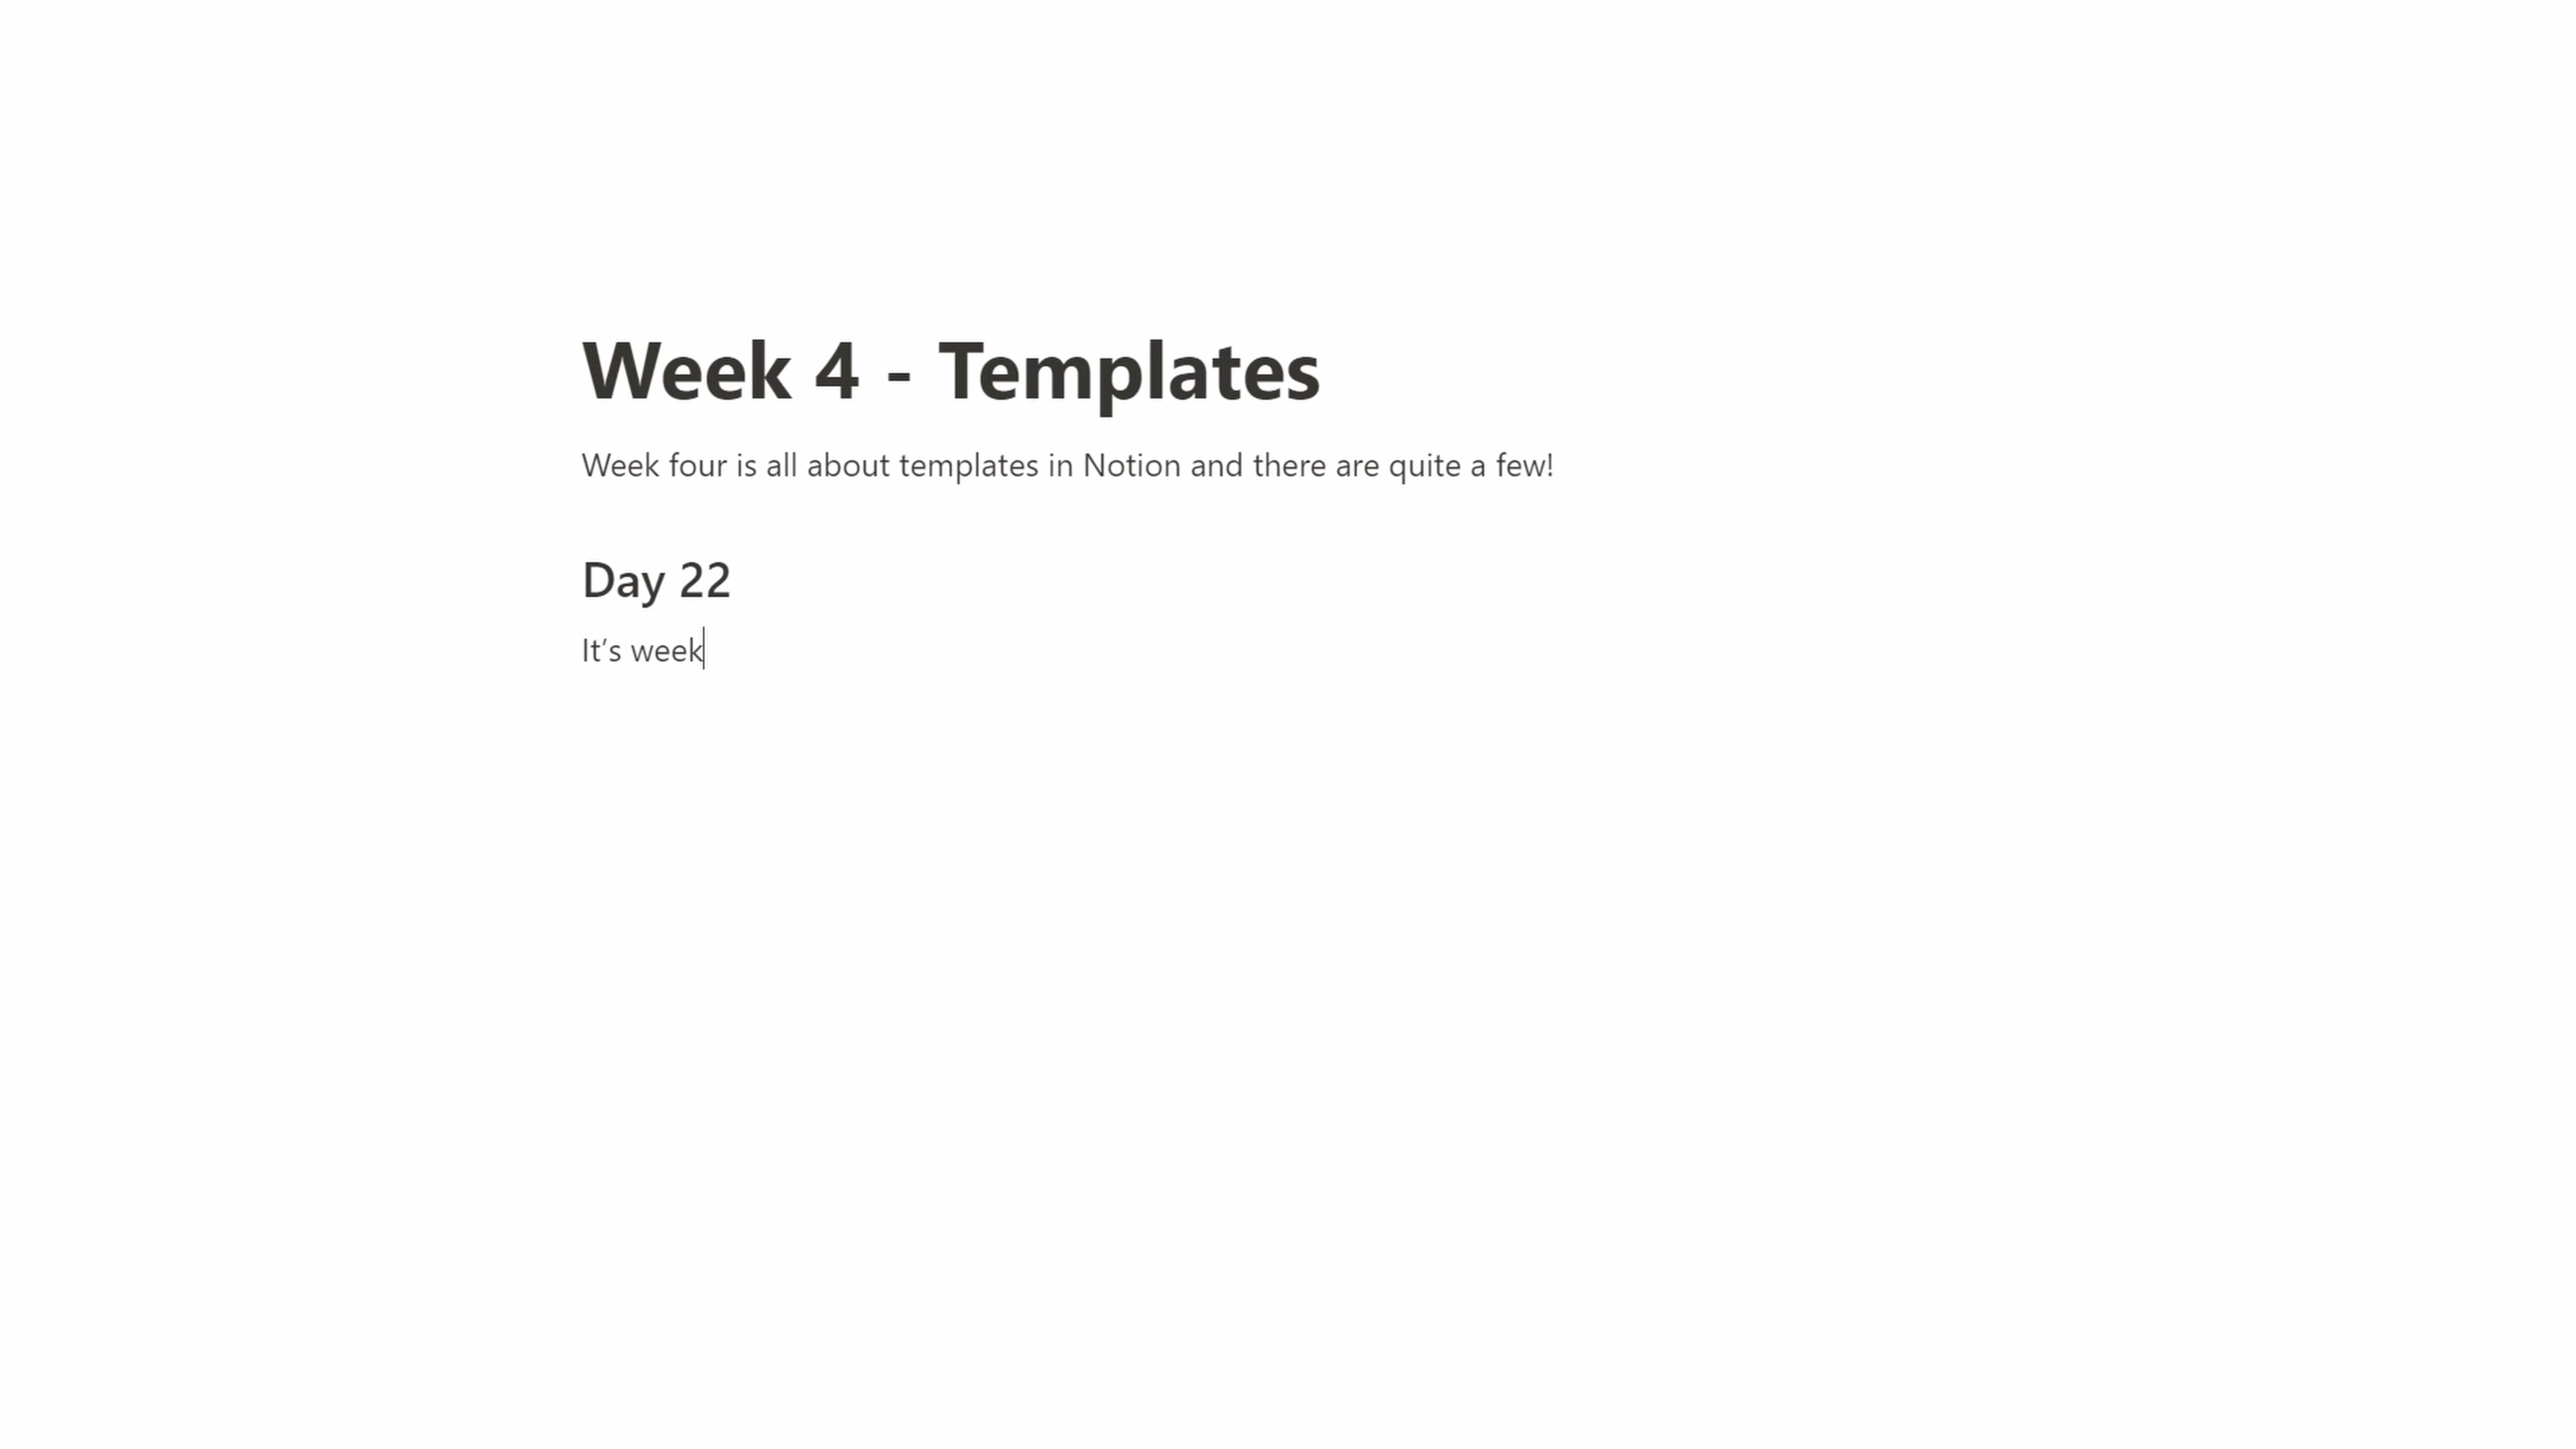 Week 4 - Templates
Week four is all about templates in Notion and there are quite a few!
Day 22
It’s week